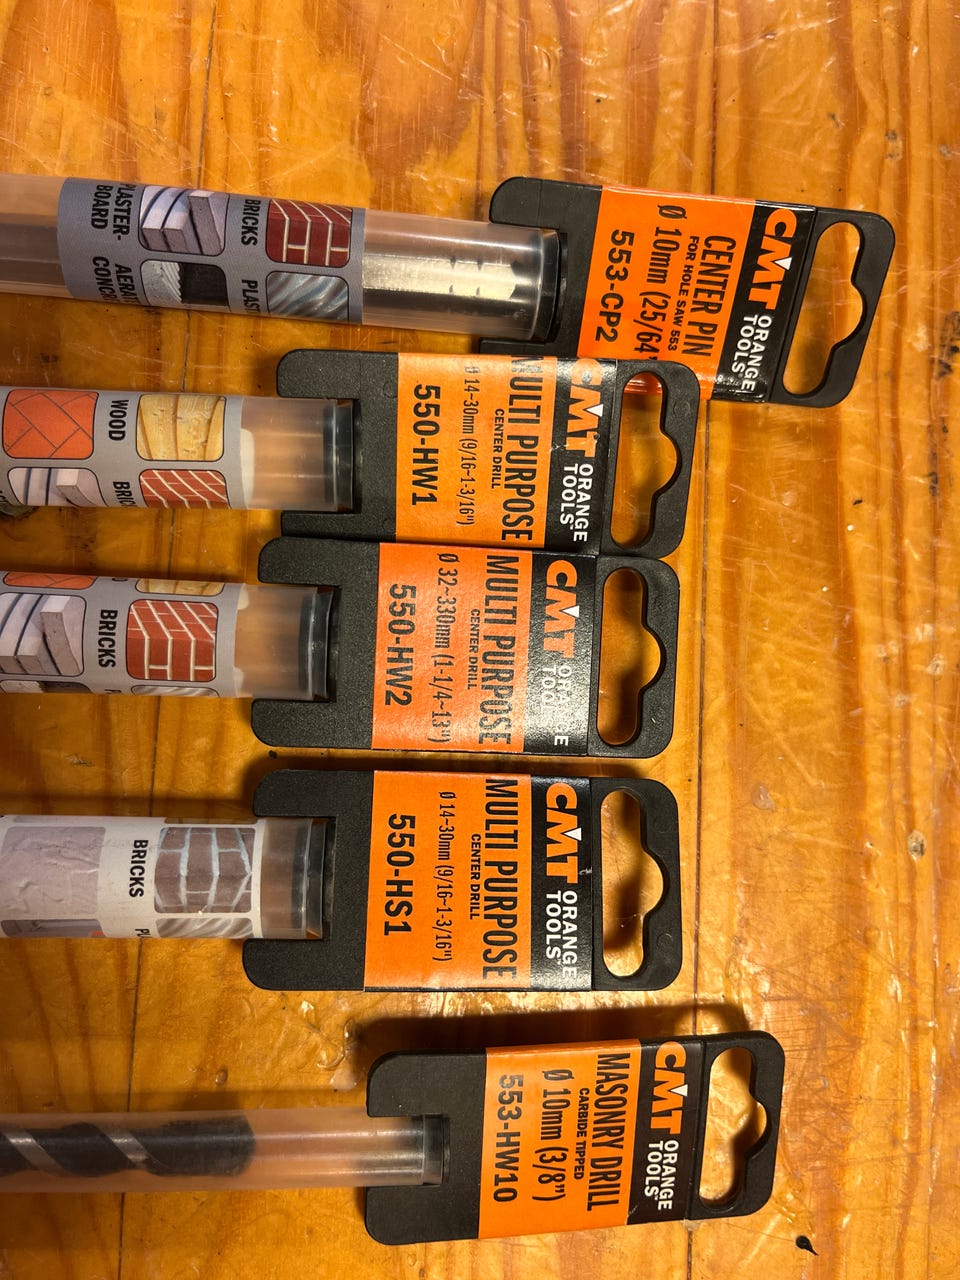 CMT
ORANGE
TOOLS
CENTER PIN
FOR HOLE SAW 553
Ø 10mm (25/64"
553-CP2
BRICKS
PLASTER-
BOARD
CMT
ORANGE
TOOLS
MULTI PURPOSE
CENTER DRILL
Ø 14~30mm (9/16~1-3/16")
550-HW1
WOOD
CMT
ORANGE
TOOLS
MULTI PURPOSE
CENTER DRILL
Ø 32~330mm (1-1/4~13")
550-HW2
BRICKS
CMT
ORANGE
TOOLS
MULTI PURPOSE
CENTER DRILL
Ø 14~30mm (9/16~1-3/16")
550-HS1
BRICKS
CMT
ORANGE
TOOLS
MASONRY DRILL
CARBIDE TIPPED
Ø 10mm (3/8")
553-HW10